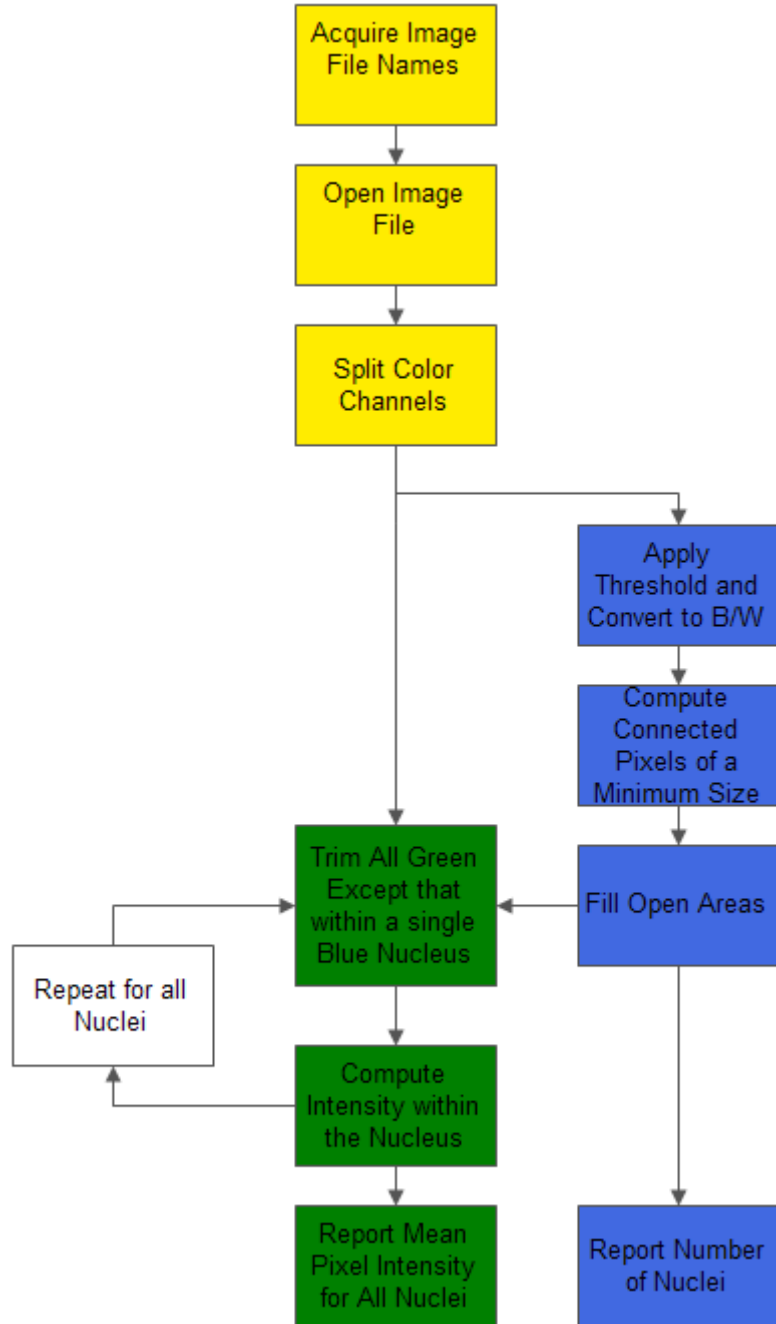 Acquire Image
File Names
Open Image
File
Split Color
Channels
Apply
Threshold and
Convert to B/W
Compute
Connected
Pixels of a
Minimum Size
Trim All Green
Except that
within a single
Blue Nucleus
Fill Open Areas
Repeat for all
Nuclei
Compute
Intensity within
the Nucleus
Report Mean
Pixel Intensity
for All Nuclei
Report Number
of Nuclei